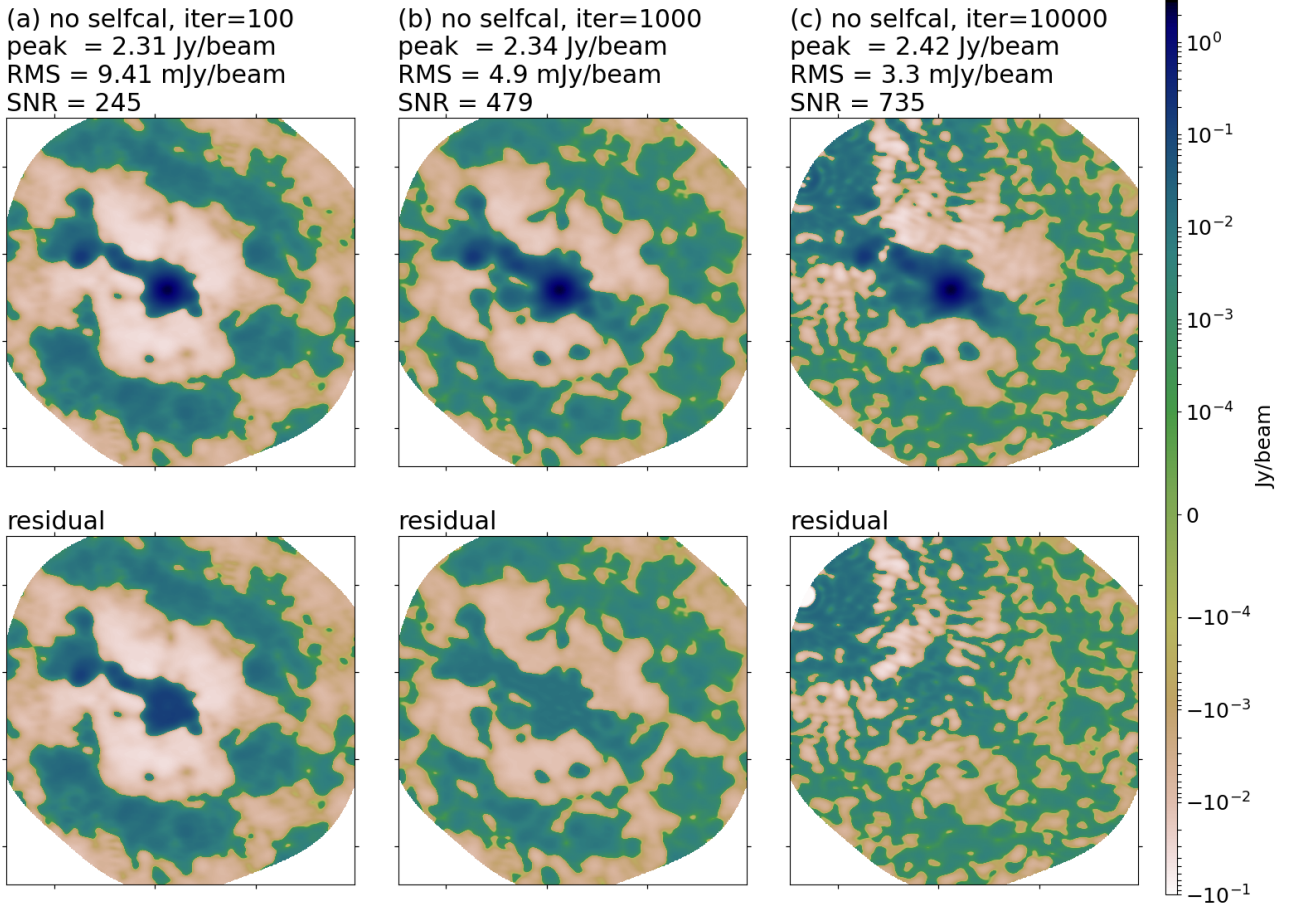 (a) no selfcal, iter=100
peak = 2.31 Jy/beam
RMS = 9.41 mJy/beam
SNR = 245
(b) no selfcal, iter=1000
peak = 2.34 Jy/beam
RMS = 4.9 mJy/beam
SNR = 479
(c) no selfcal, iter=10000
peak = 2.42 Jy/beam
RMS = 3.3 mJy/beam
SNR = 735
residual
residual
residual
10⁰
10⁻¹
10⁻²
10⁻³
10⁻⁴
0
−10⁻⁴
−10⁻³
−10⁻²
−10⁻¹
Jy/beam